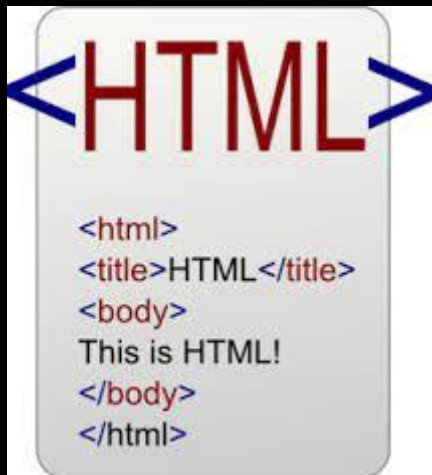 <HTML>
<html>
<title>HTML</title>
<body>
This is HTML!
</body>
</html>